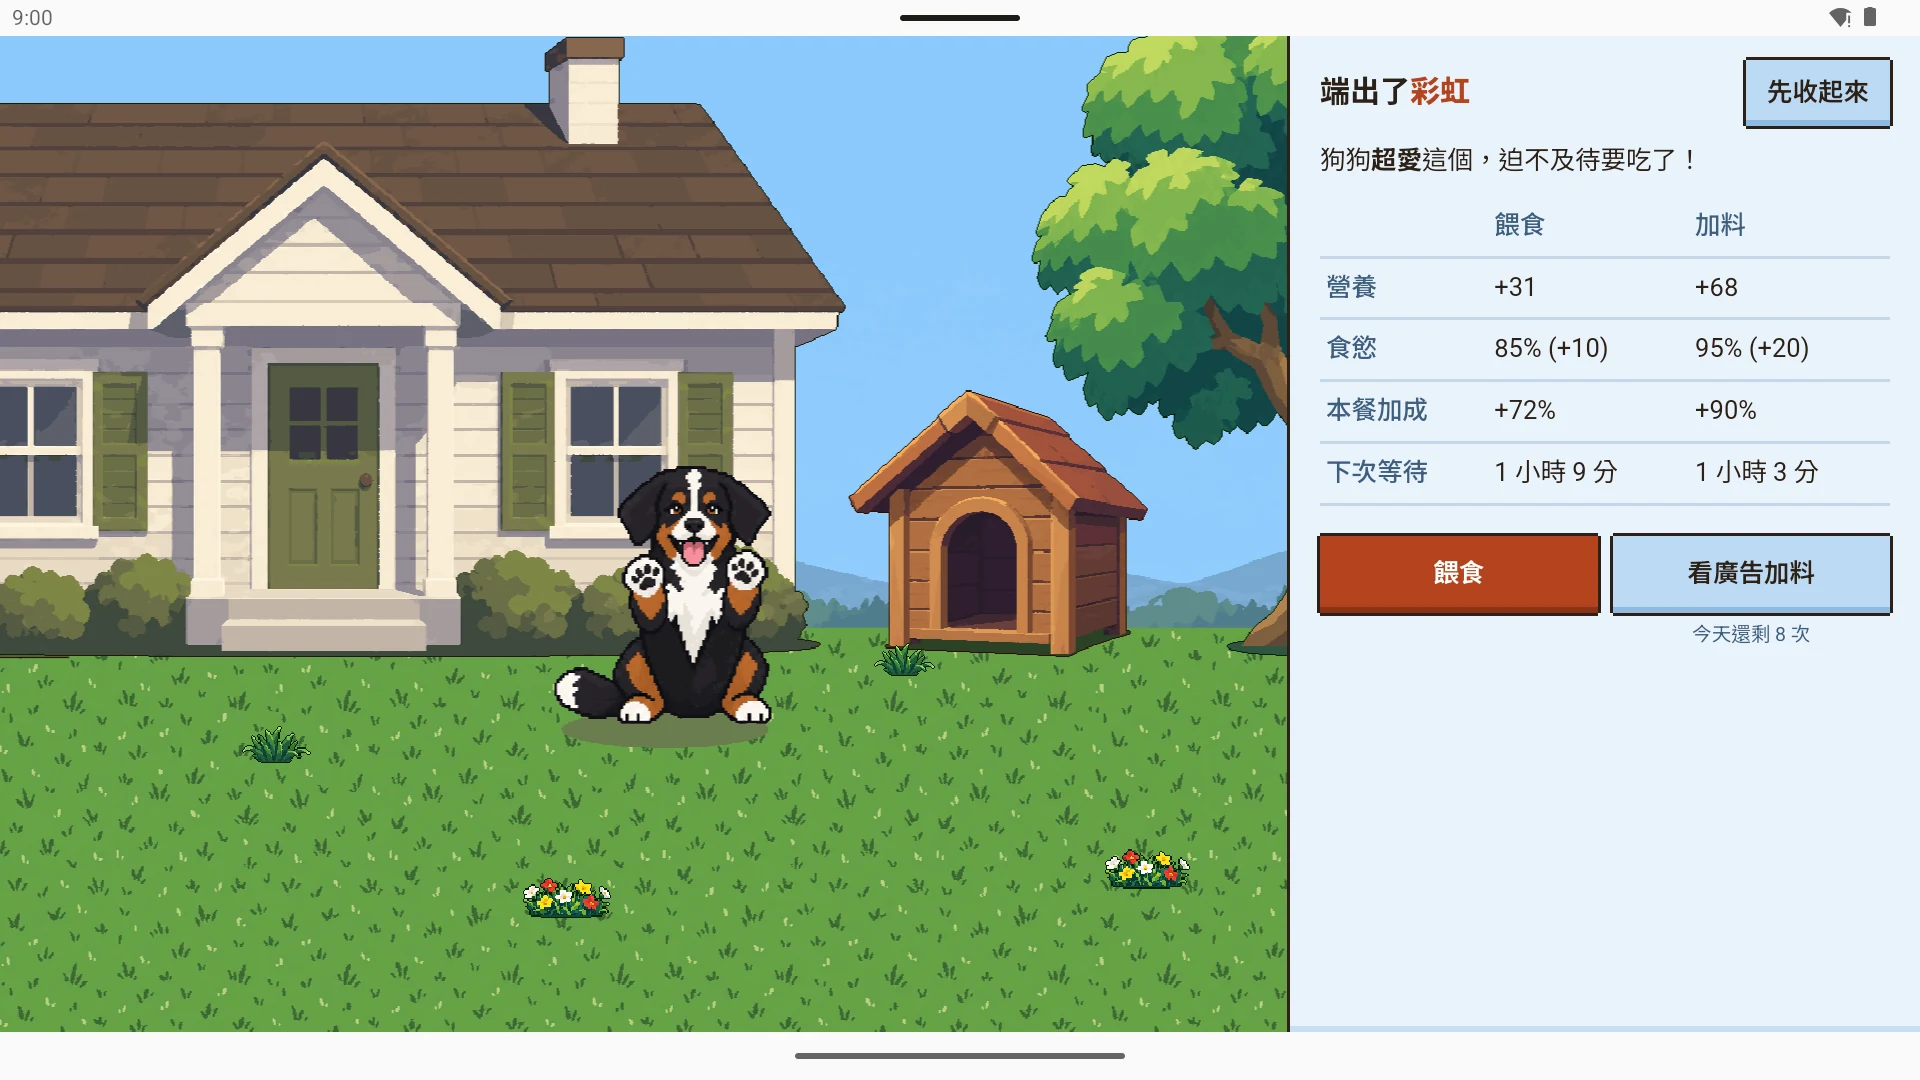 9:00
端出了彩虹
先收起來
狗狗超愛這個，迫不及待要吃了！
餵食 加料
營養 +31 +68
食慾 85% (+10) 95% (+20)
本餐加成 +72% +90%
下次等待 1 小時 9 分 1 小時 3 分
餵食 看廣告加料
今天還剩 8 次